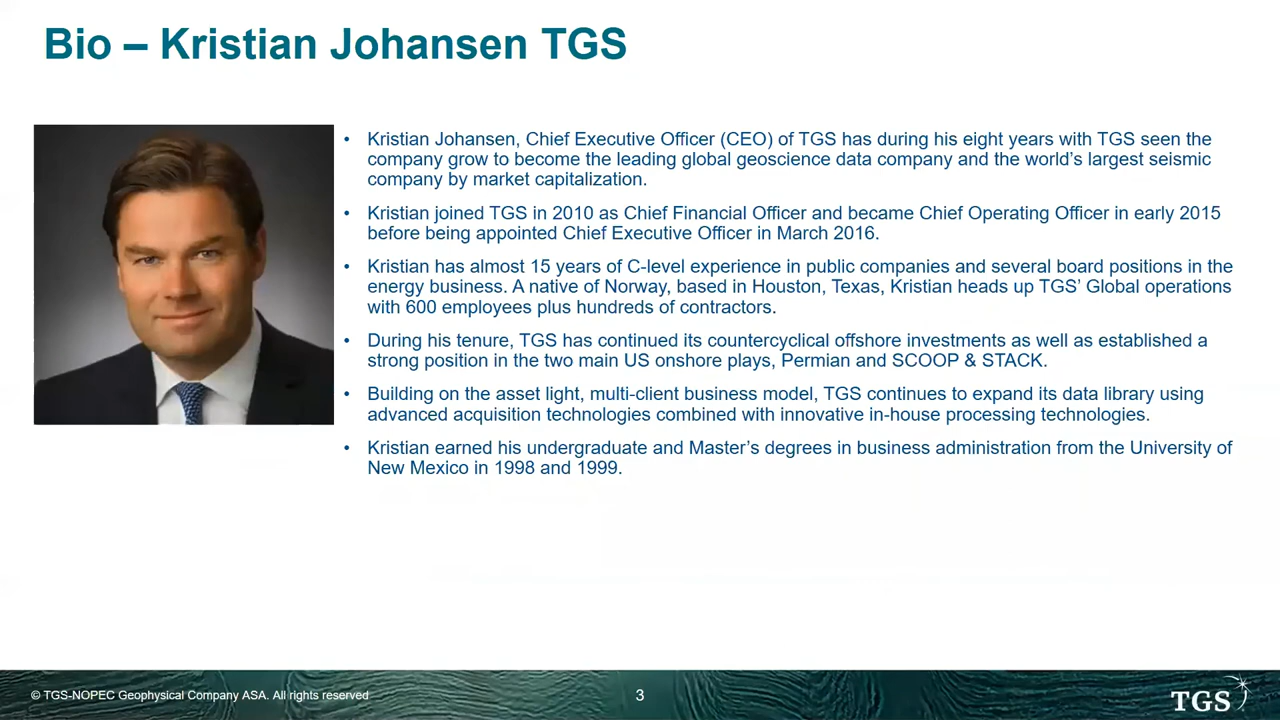 Bio – Kristian Johansen TGS
• Kristian Johansen, Chief Executive Officer (CEO) of TGS has during his eight years with TGS seen the
company grow to become the leading global geoscience data company and the world’s largest seismic
company by market capitalization.
• Kristian joined TGS in 2010 as Chief Financial Officer and became Chief Operating Officer in early 2015
before being appointed Chief Executive Officer in March 2016.
• Kristian has almost 15 years of C-level experience in public companies and several board positions in the
energy business. A native of Norway, based in Houston, Texas, Kristian heads up TGS’ Global operations
with 600 employees plus hundreds of contractors.
• During his tenure, TGS has continued its countercyclical offshore investments as well as established a
strong position in the two main US onshore plays, Permian and SCOOP & STACK.
• Building on the asset light, multi-client business model, TGS continues to expand its data library using
advanced acquisition technologies combined with innovative in-house processing technologies.
• Kristian earned his undergraduate and Master’s degrees in business administration from the University of
New Mexico in 1998 and 1999.
© TGS-NOPEC Geophysical Company ASA. All rights reserved
3
TGS